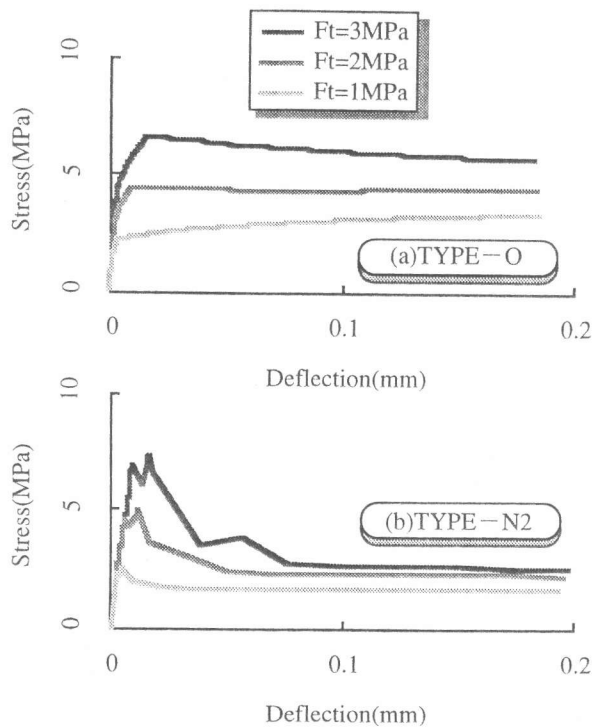 Ft=3MPa
Ft=2MPa
Ft=1MPa
10
5
0
Stress(MPa)
(a)TYPE-O
0
0.1
0.2
Deflection(mm)
10
5
0
Stress(MPa)
(b)TYPE-N2
0
0.1
0.2
Deflection(mm)